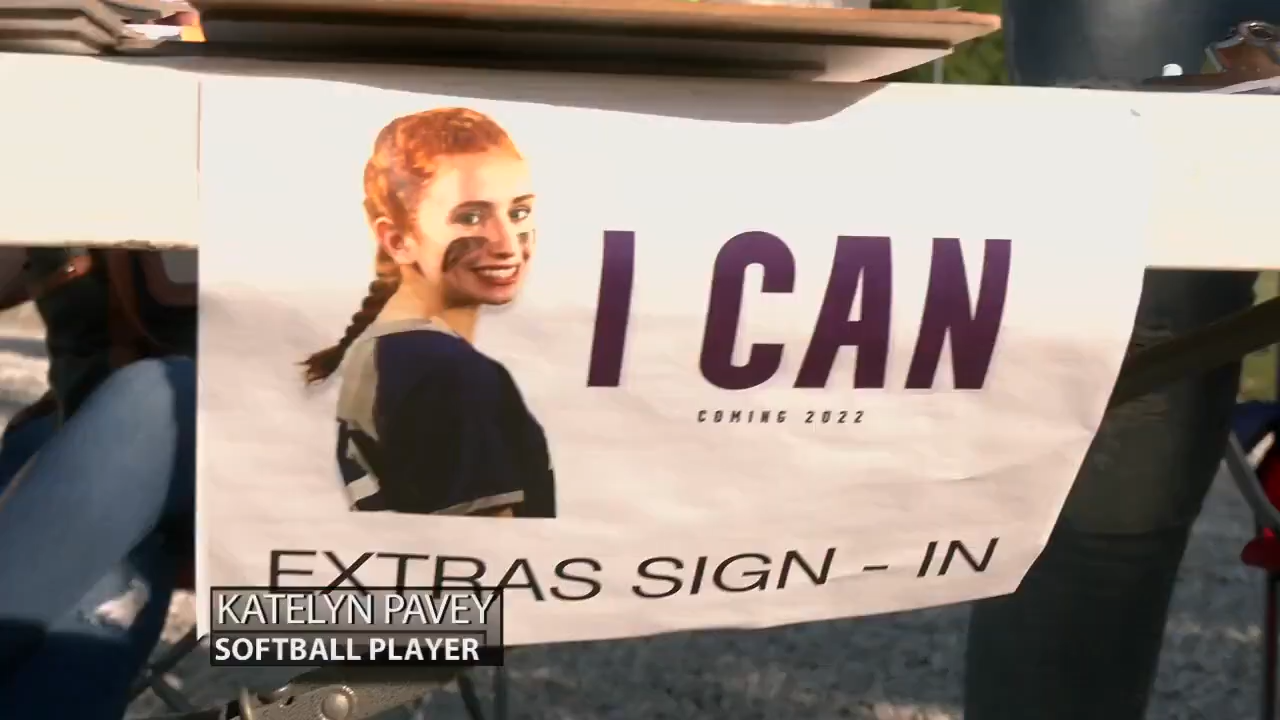 I CAN
COMING 2022
EXTRAS SIGN - IN
KATELYN PAVEY
SOFTBALL PLAYER